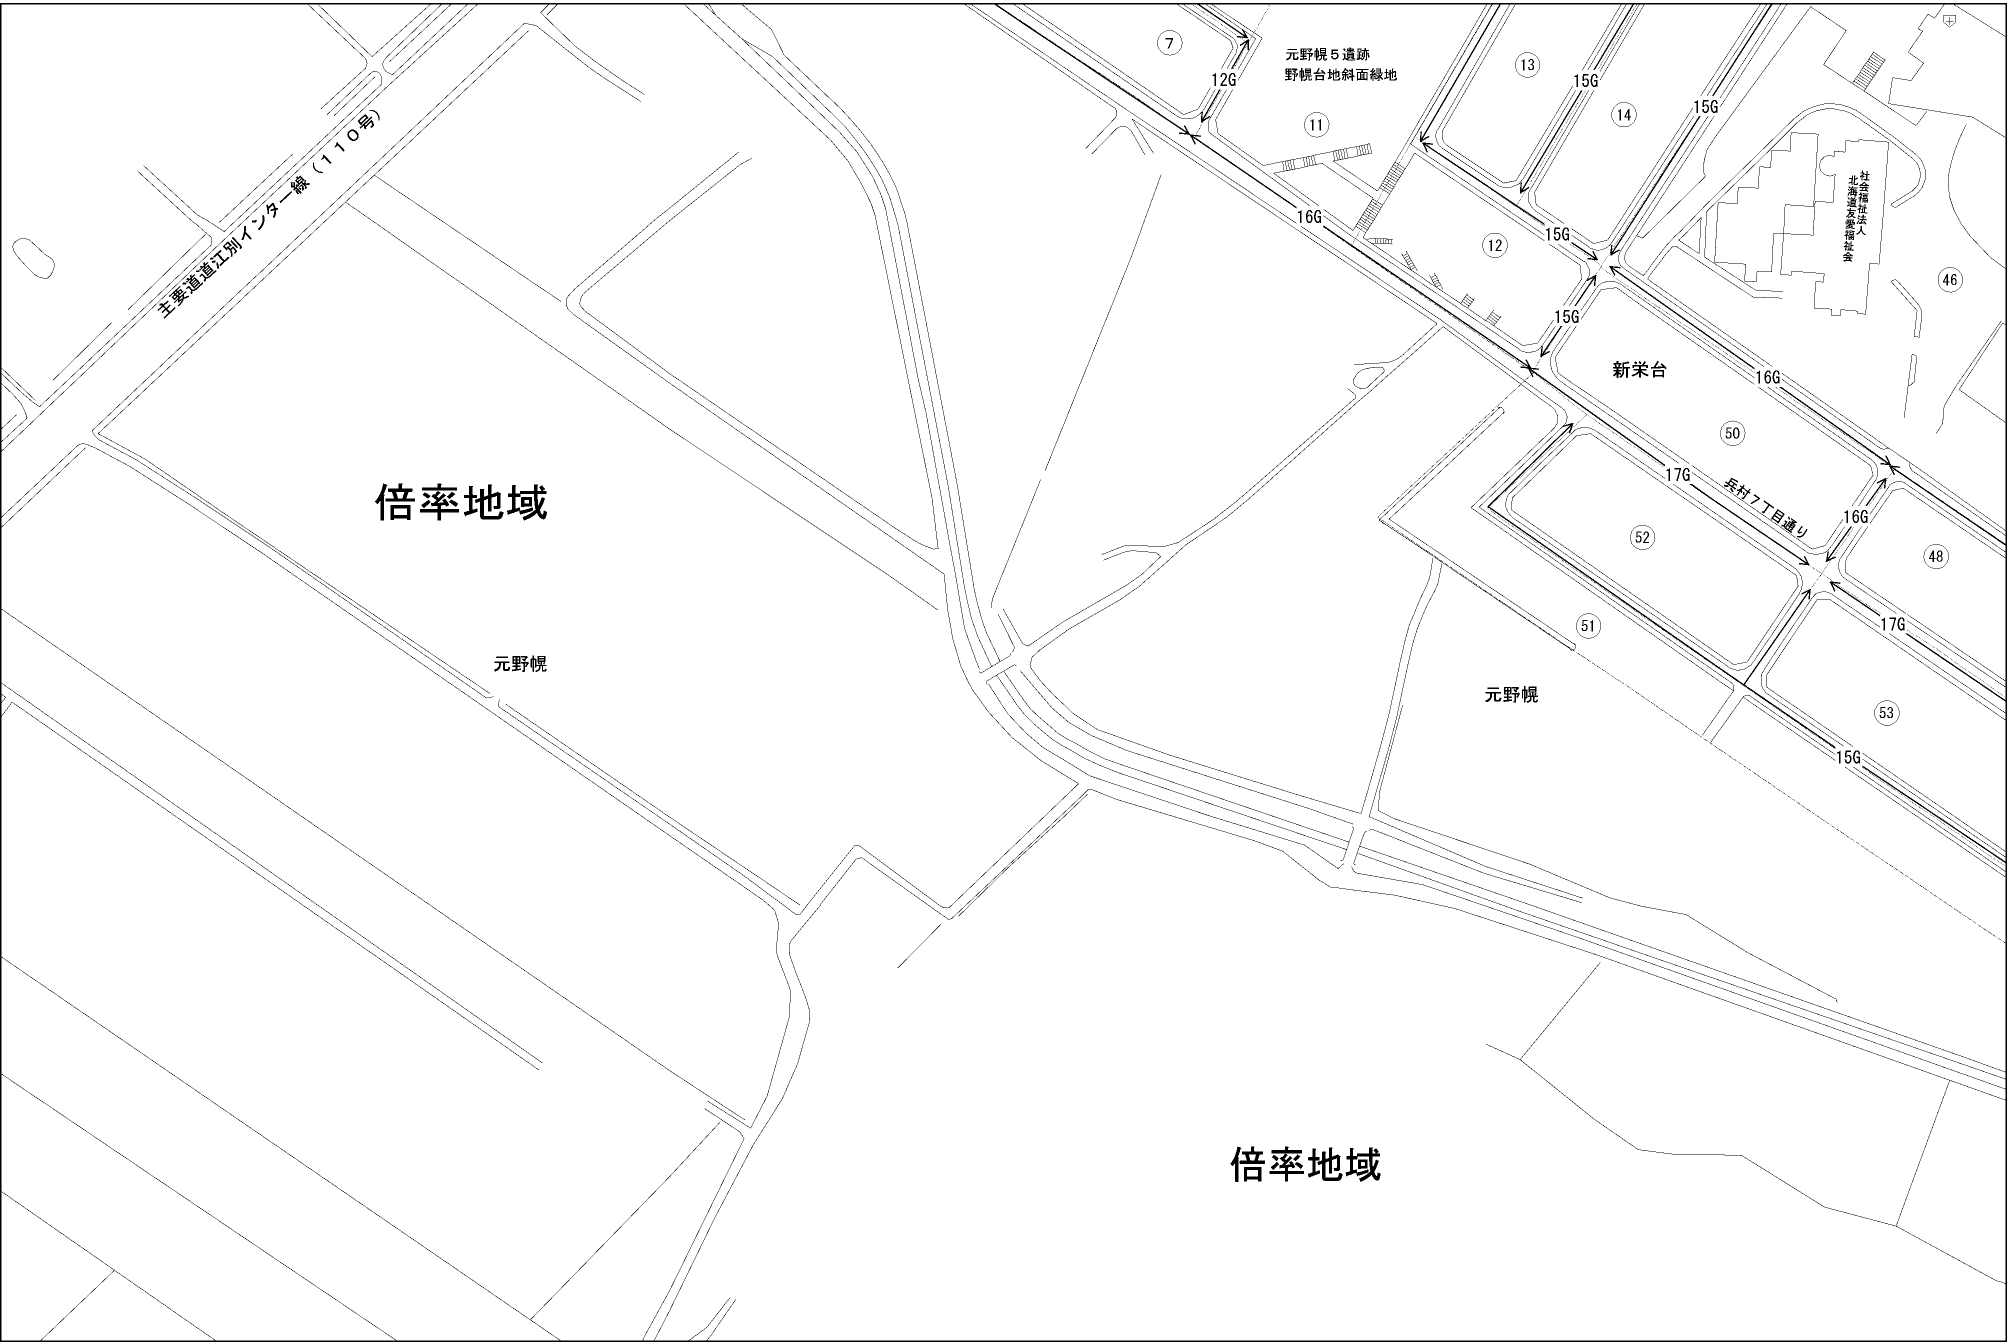 7
12G
元野幌５遺跡
野幌台地斜面緑地
11
13
15G
14
15G
主要道道江別インター線（１１０号）
16G
12
15G
社会福祉法人
北海道友愛福祉会
46
15G
新栄台
16G
50
倍率地域
17G
兵村７丁目通り
16G
52
48
51
17G
元野幌
元野幌
53
15G
倍率地域